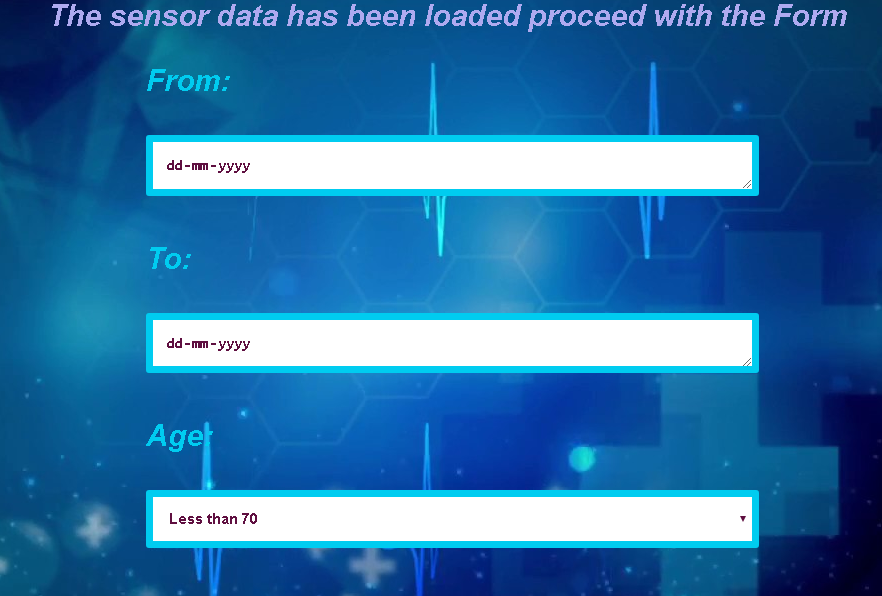 The sensor data has been loaded proceed with the Form
From:
dd-mm-yyyy
To:
dd-mm-yyyy
Age:
Less than 70